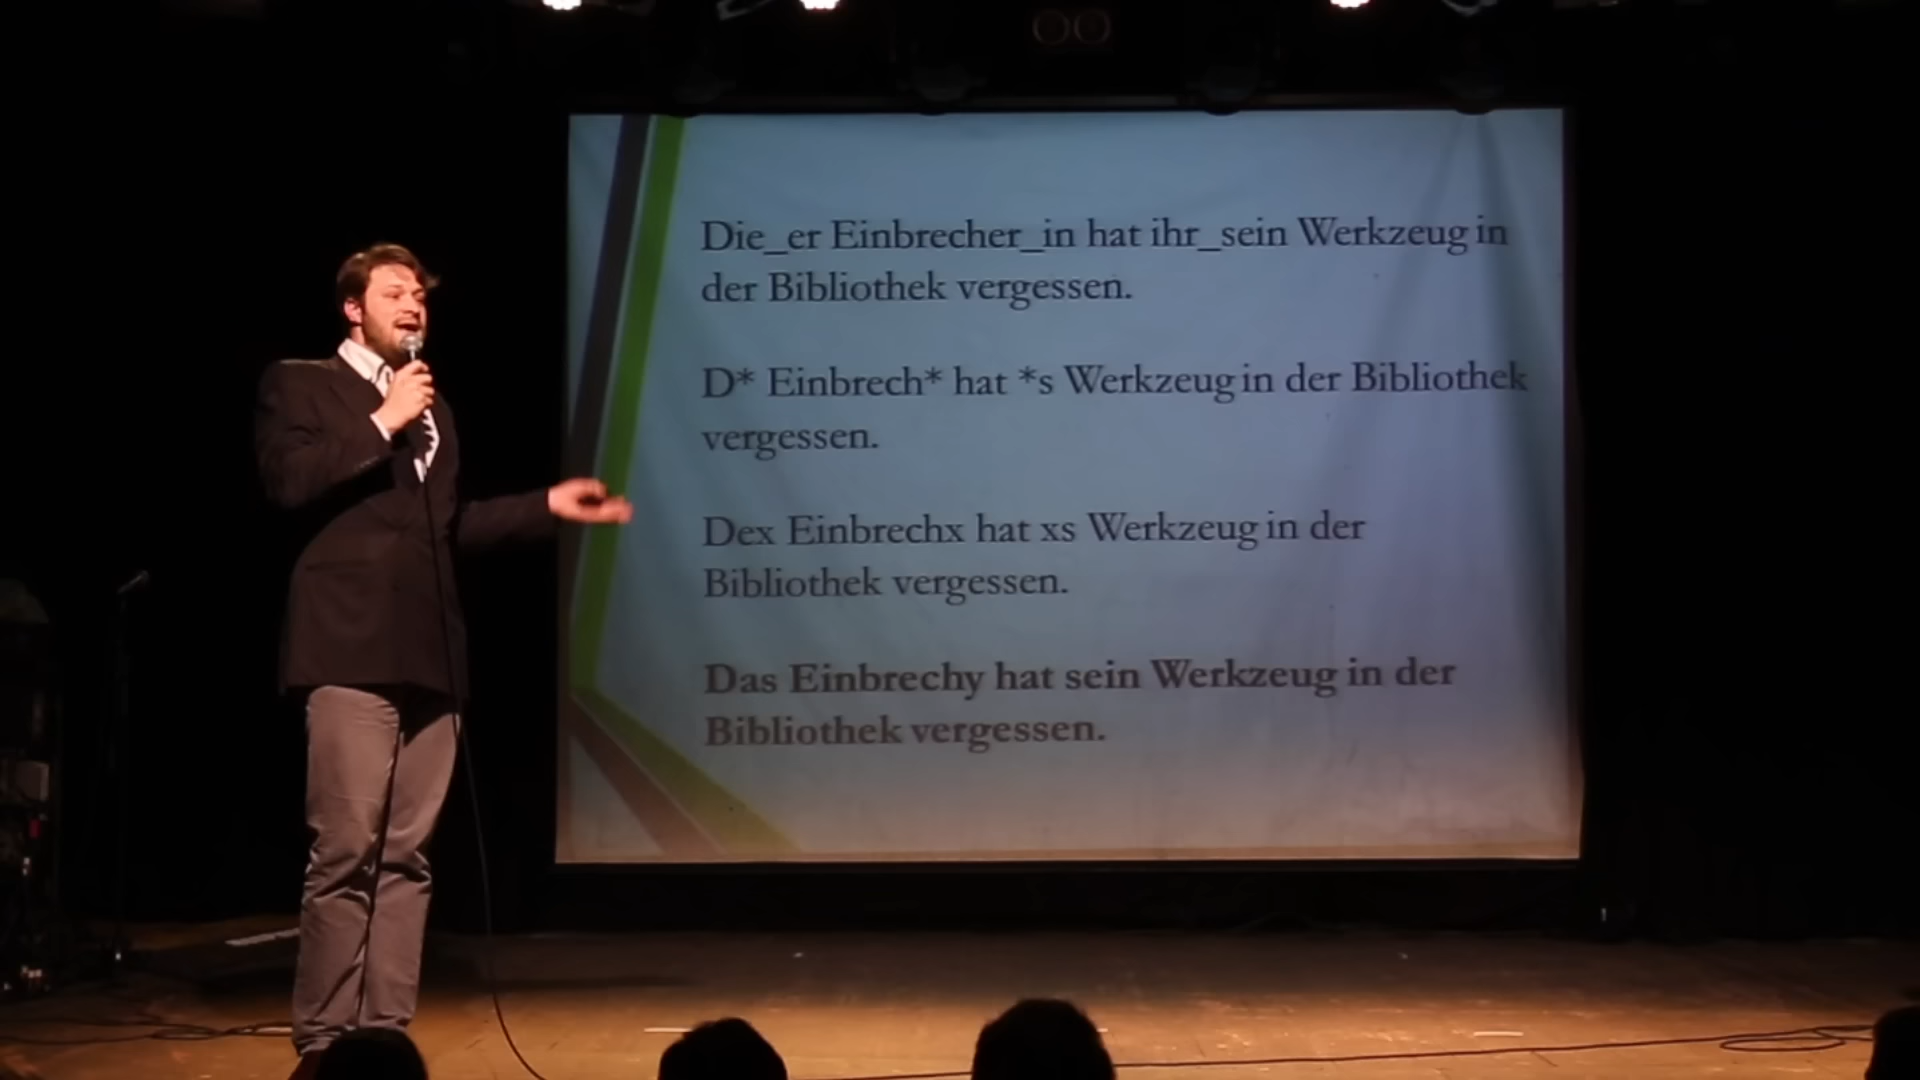 Die_er Einbrecher_in hat ihr_sein Werkzeug in
der Bibliothek vergessen.
D* Einbrech* hat *s Werkzeug in der Bibliothek
vergessen.
Dex Einbrechx hat xs Werkzeug in der
Bibliothek vergessen.
Das Einbrechy hat sein Werkzeug in der
Bibliothek vergessen.